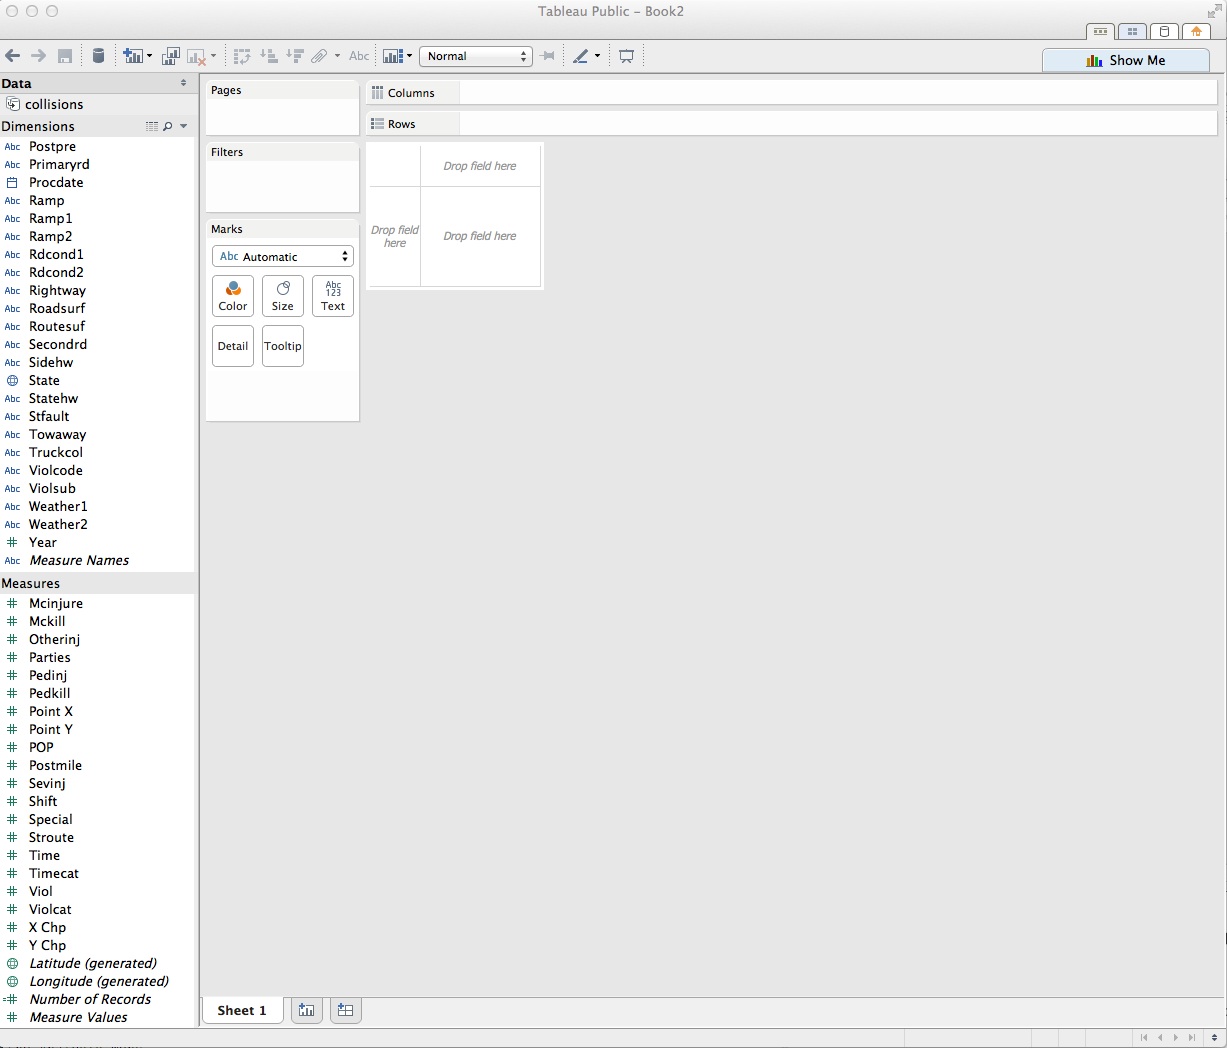 Tableau Public - Book2
Abc
Normal
Show Me
Data
collisions
Dimensions
Abc Postpre
Abc Primaryrd
Procdate
Abc Ramp
Abc Ramp1
Abc Ramp2
Abc Rdcond1
Abc Rdcond2
Abc Rightway
Abc Roadsurf
Abc Routesuf
Abc Secondrd
Abc Sidehw
State
Abc Statehw
Abc Stfault
Abc Towaway
Abc Truckcol
Abc Violcode
Abc Violsub
Abc Weather1
Abc Weather2
# Year
Abc Measure Names
Measures
# Mcinjure
# Mckill
# Otherinj
# Parties
# Pedinj
# Pedkill
# Point X
# Point Y
# POP
# Postmile
# Sevinj
# Shift
# Special
# Stroute
# Time
# Timecat
# Viol
# Violcat
# X Chp
# Y Chp
Latitude (generated)
Longitude (generated)
=# Number of Records
# Measure Values
Pages
Filters
Marks
Abc Automatic
Color
Size
Abc
123
Text
Detail
Tooltip
Columns
Rows
Drop field here
Drop field
here
Drop field here
Sheet 1